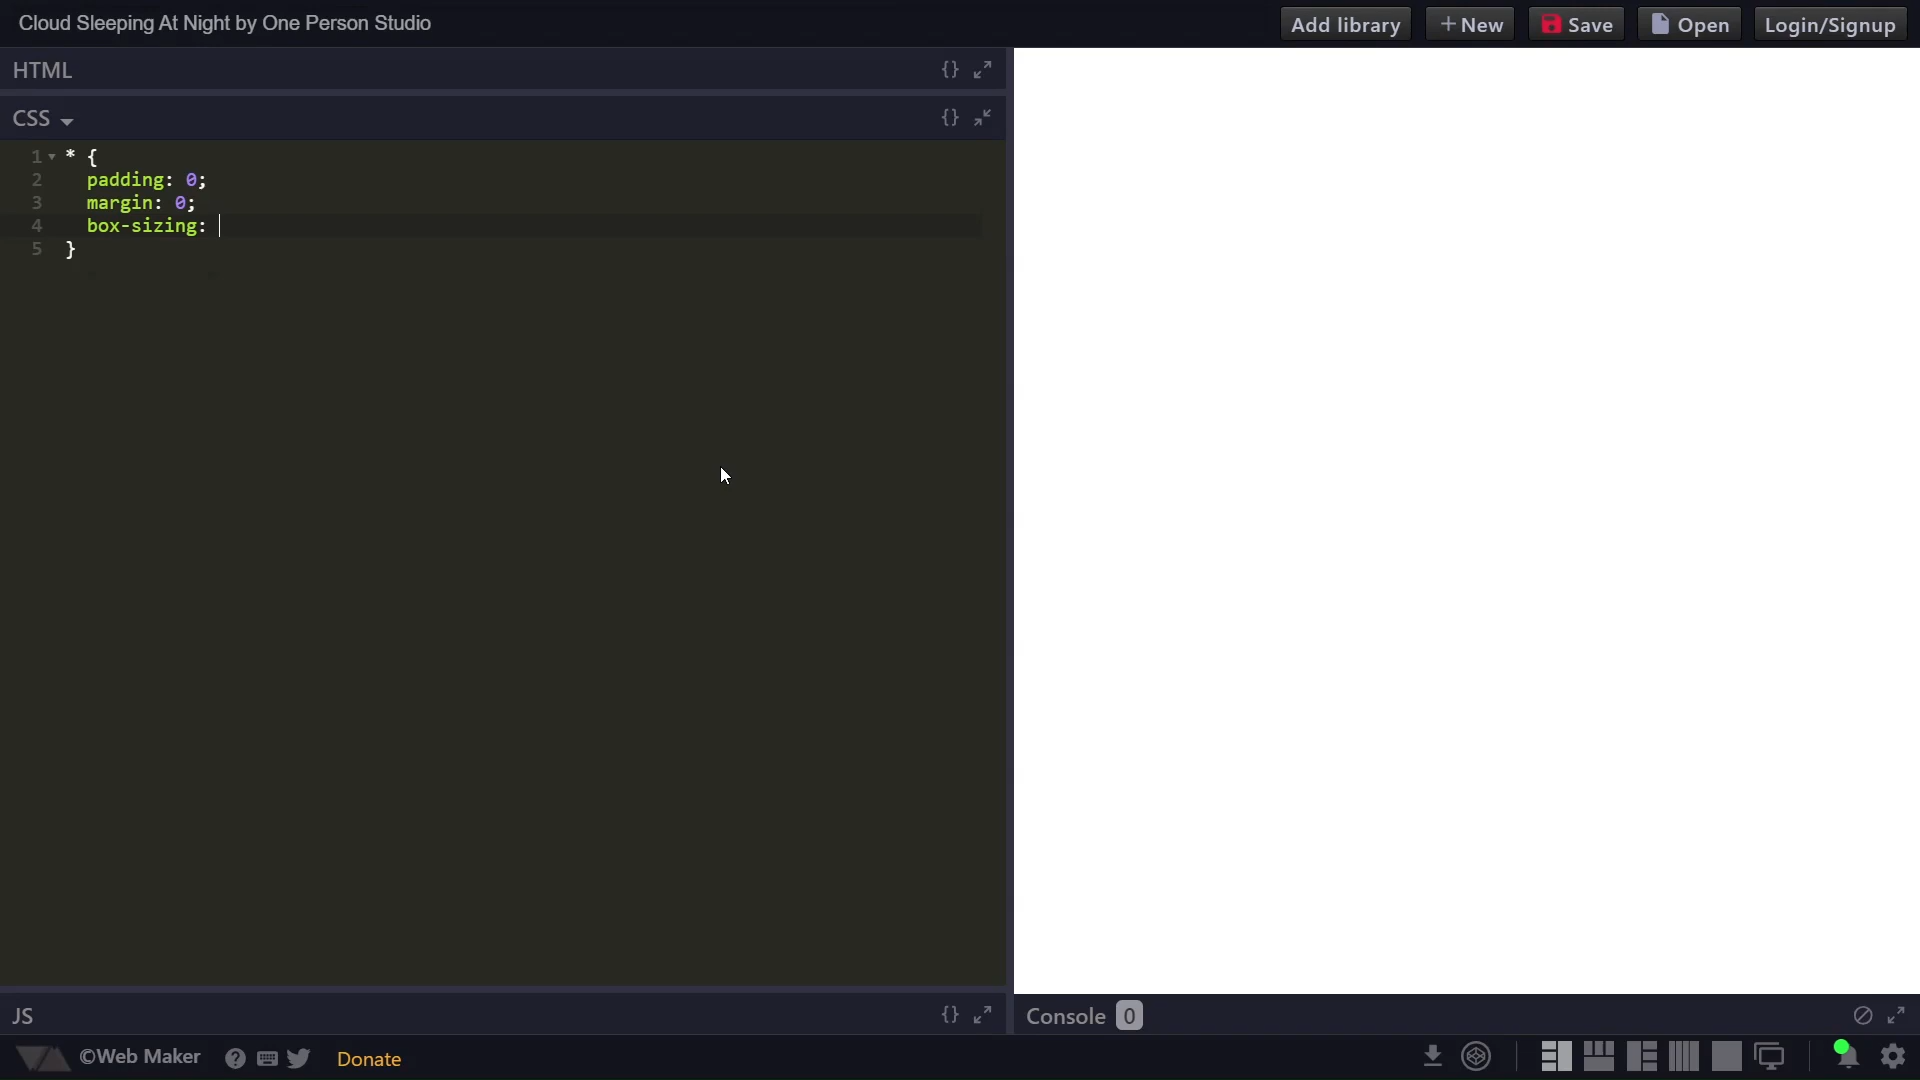 Cloud Sleeping At Night by One Person Studio
Add library
+ New
Save
Open
Login/Signup
HTML
{}
CSS
{}
1 * {
2 padding: 0;
3 margin: 0;
4 box-sizing:
5 }
JS
{}
Console 0
©Web Maker
?
Donate